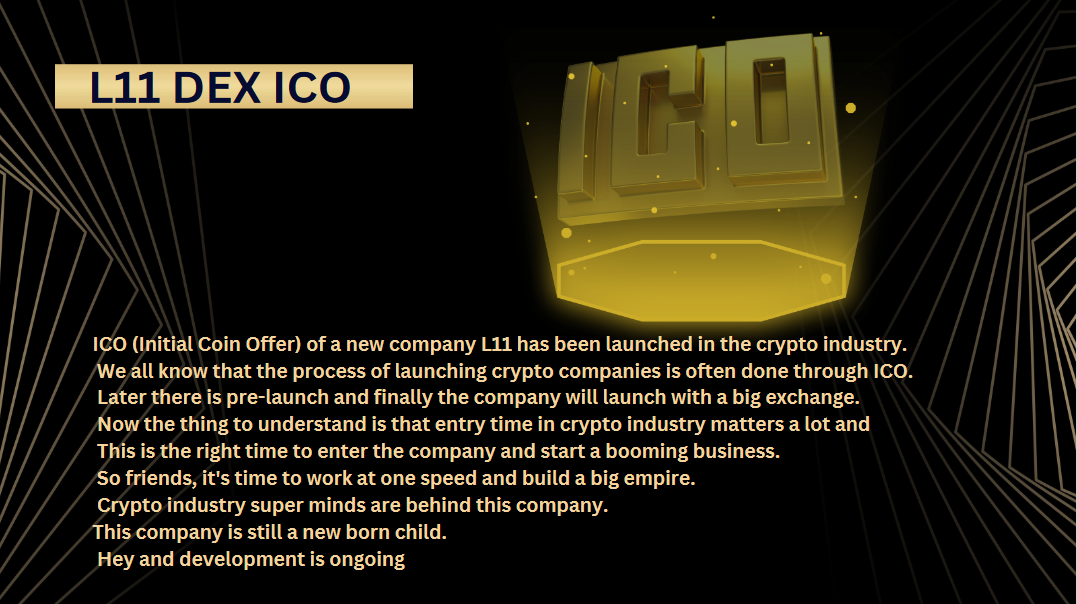 L11 DEX ICO
ICO
ICO (Initial Coin Offer) of a new company L11 has been launched in the crypto industry.
We all know that the process of launching crypto companies is often done through ICO.
Later there is pre-launch and finally the company will launch with a big exchange.
Now the thing to understand is that entry time in crypto industry matters a lot and
This is the right time to enter the company and start a booming business.
So friends, it's time to work at one speed and build a big empire.
Crypto industry super minds are behind this company.
This company is still a new born child.
Hey and development is ongoing